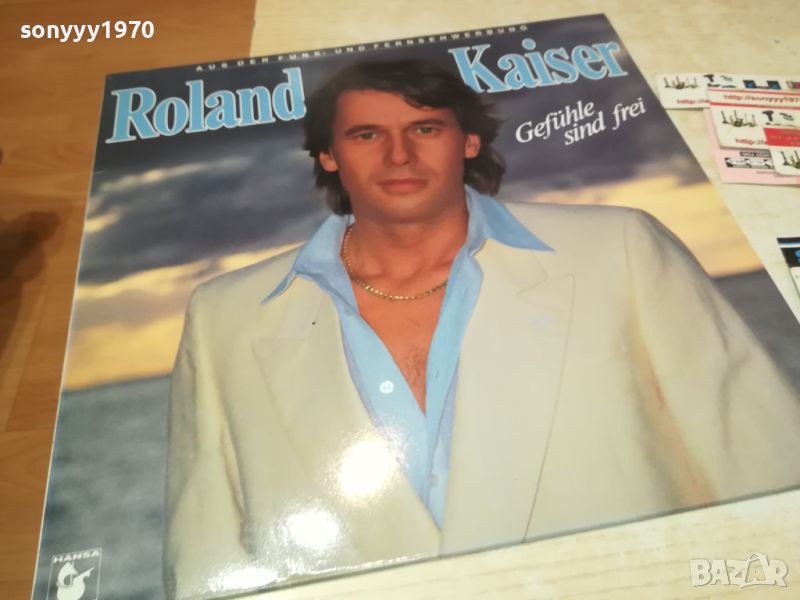 sonyyy1970
AUS DER FUNK- UND FERNSEHWERBUNG
Roland Kaiser
Gefühle
sind frei
HANSA
BAZAR